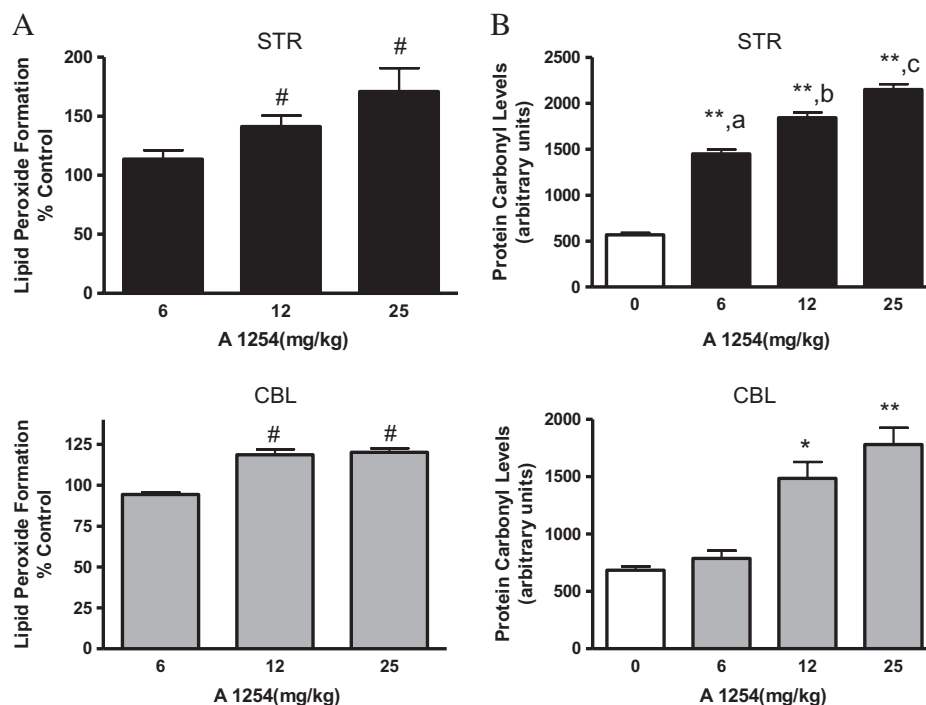 A
STR
Lipid Peroxide Formation
% Control
200
150
100
50
0
#
#
6 12 25
A 1254(mg/kg)
B
STR
Protein Carbonyl Levels
(arbitrary units)
2500
2000
1500
1000
500
0
**,a
**,b
**,c
0 6 12 25
A 1254(mg/kg)
CBL
Lipid Peroxide Formation
% Control
125
100
75
50
25
0
# #
6 12 25
A 1254(mg/kg)
CBL
Protein Carbonyl Levels
(arbitrary units)
2000
1500
1000
500
0
*
**
0 6 12 25
A 1254(mg/kg)